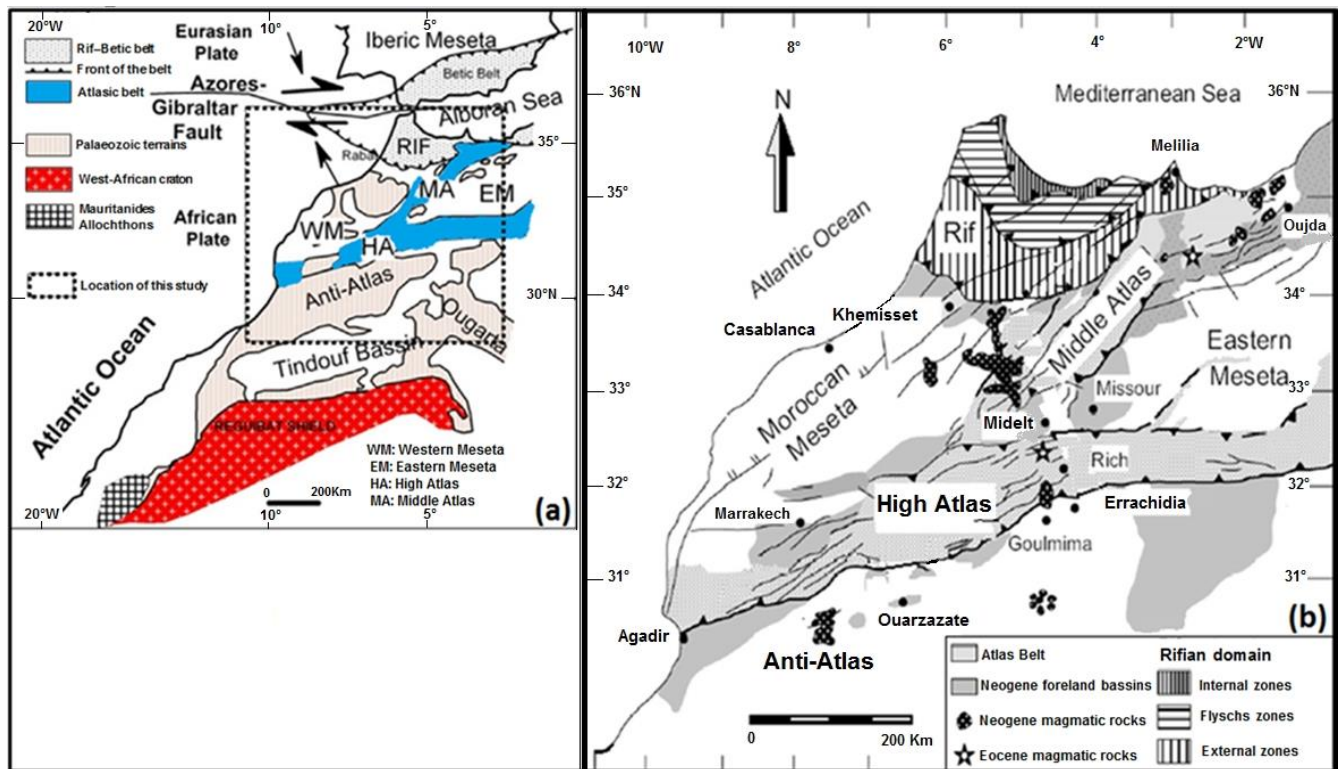 20°W
10°
5°
Eurasian
Plate
Iberic Meseta
Rif–Betic belt
Front of the belt
Betic Belt
Atlasic belt
Azores-
Gibraltar
Fault
Alboran Sea
35°
Palaeozoic terrains
Raba
RIF
West-African craton
MA
EM
Mauritanides
Allochthons
African
Plate
WM
HA
Location of this study
Anti-Atlas
30°N
Ougarta
Tindouf Basin
Atlantic Ocean
REGUIBAT SHIELD
WM: Western Meseta
EM: Eastern Meseta
HA: High Atlas
MA: Middle Atlas
0
200Km
(a)
20°W
10°
5°
10°W
8°
6°
4°
2°W
36°N
N
Mediterranean Sea
36°N
Melilia
35°
Atlantic Ocean
Rif
35°
Oujda
34°
Khemisset
Casablanca
Middle Atlas
34°
Eastern
Meseta
33°
Moroccan
Meseta
Missour
33°
Midelt
Rich
32°
High Atlas
Errachidia
32°
Marrakech
Goulmima
31°
31°
Ouarzazate
(b)
Agadir
Anti-Atlas
0
200 Km
Atlas Belt
Neogene foreland bassins
Neogene magmatic rocks
Eocene magmatic rocks
Rifian domain
Internal zones
Flyschs zones
External zones